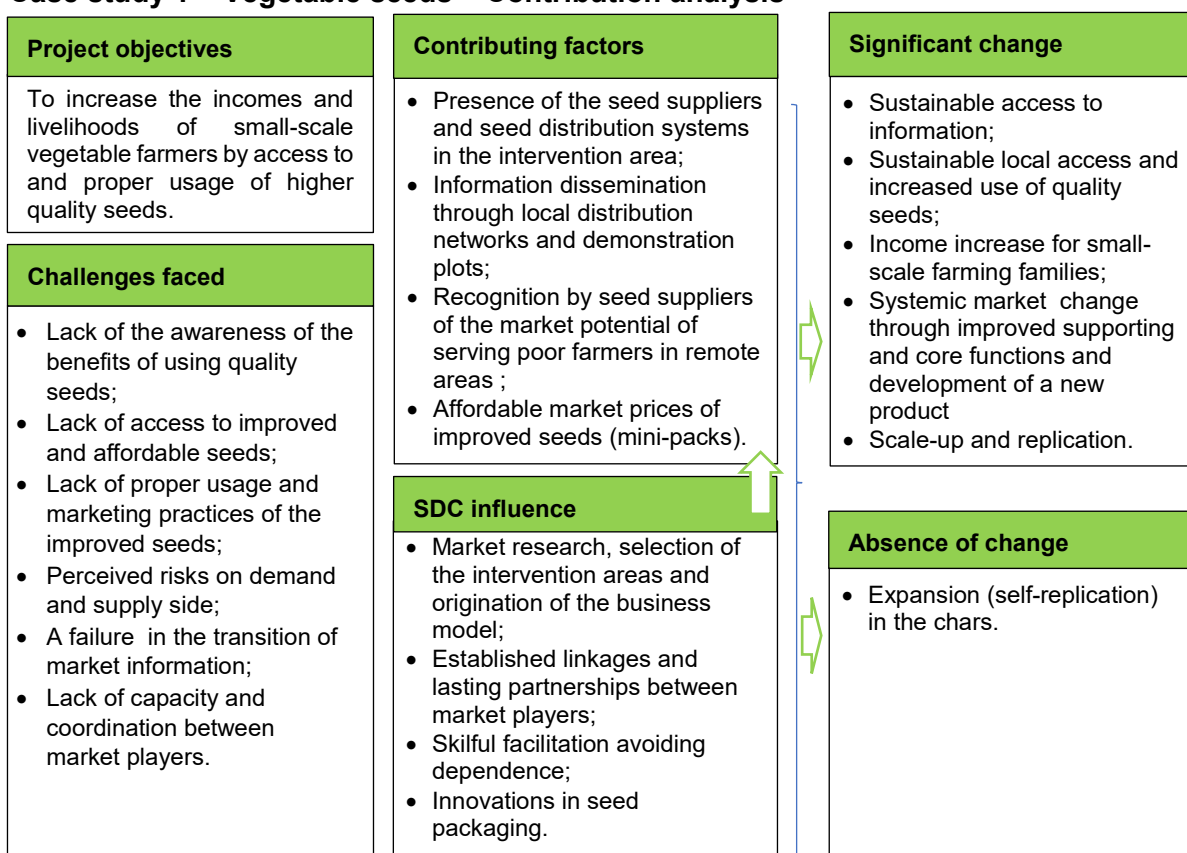 Case study 1 – Vegetable seeds – Contribution analysis
Project objectives
To increase the incomes and
livelihoods of small-scale
vegetable farmers by access to
and proper usage of higher
quality seeds.
Challenges faced
• Lack of the awareness of the
benefits of using quality
seeds;
• Lack of access to improved
and affordable seeds;
• Lack of proper usage and
marketing practices of the
improved seeds;
• Perceived risks on demand
and supply side;
• A failure in the transition of
market information;
• Lack of capacity and
coordination between
market players.
Contributing factors
• Presence of the seed suppliers
and seed distribution systems
in the intervention area;
• Information dissemination
through local distribution
networks and demonstration
plots;
• Recognition by seed suppliers
of the market potential of
serving poor farmers in remote
areas ;
• Affordable market prices of
improved seeds (mini-packs).
SDC influence
• Market research, selection of
the intervention areas and
origination of the business
model;
• Established linkages and
lasting partnerships between
market players;
• Skilful facilitation avoiding
dependence;
• Innovations in seed
packaging.
Significant change
• Sustainable access to
information;
• Sustainable local access and
increased use of quality
seeds;
• Income increase for small-
scale farming families;
• Systemic market change
through improved supporting
and core functions and
development of a new
product
• Scale-up and replication.
Absence of change
• Expansion (self-replication)
in the chars.